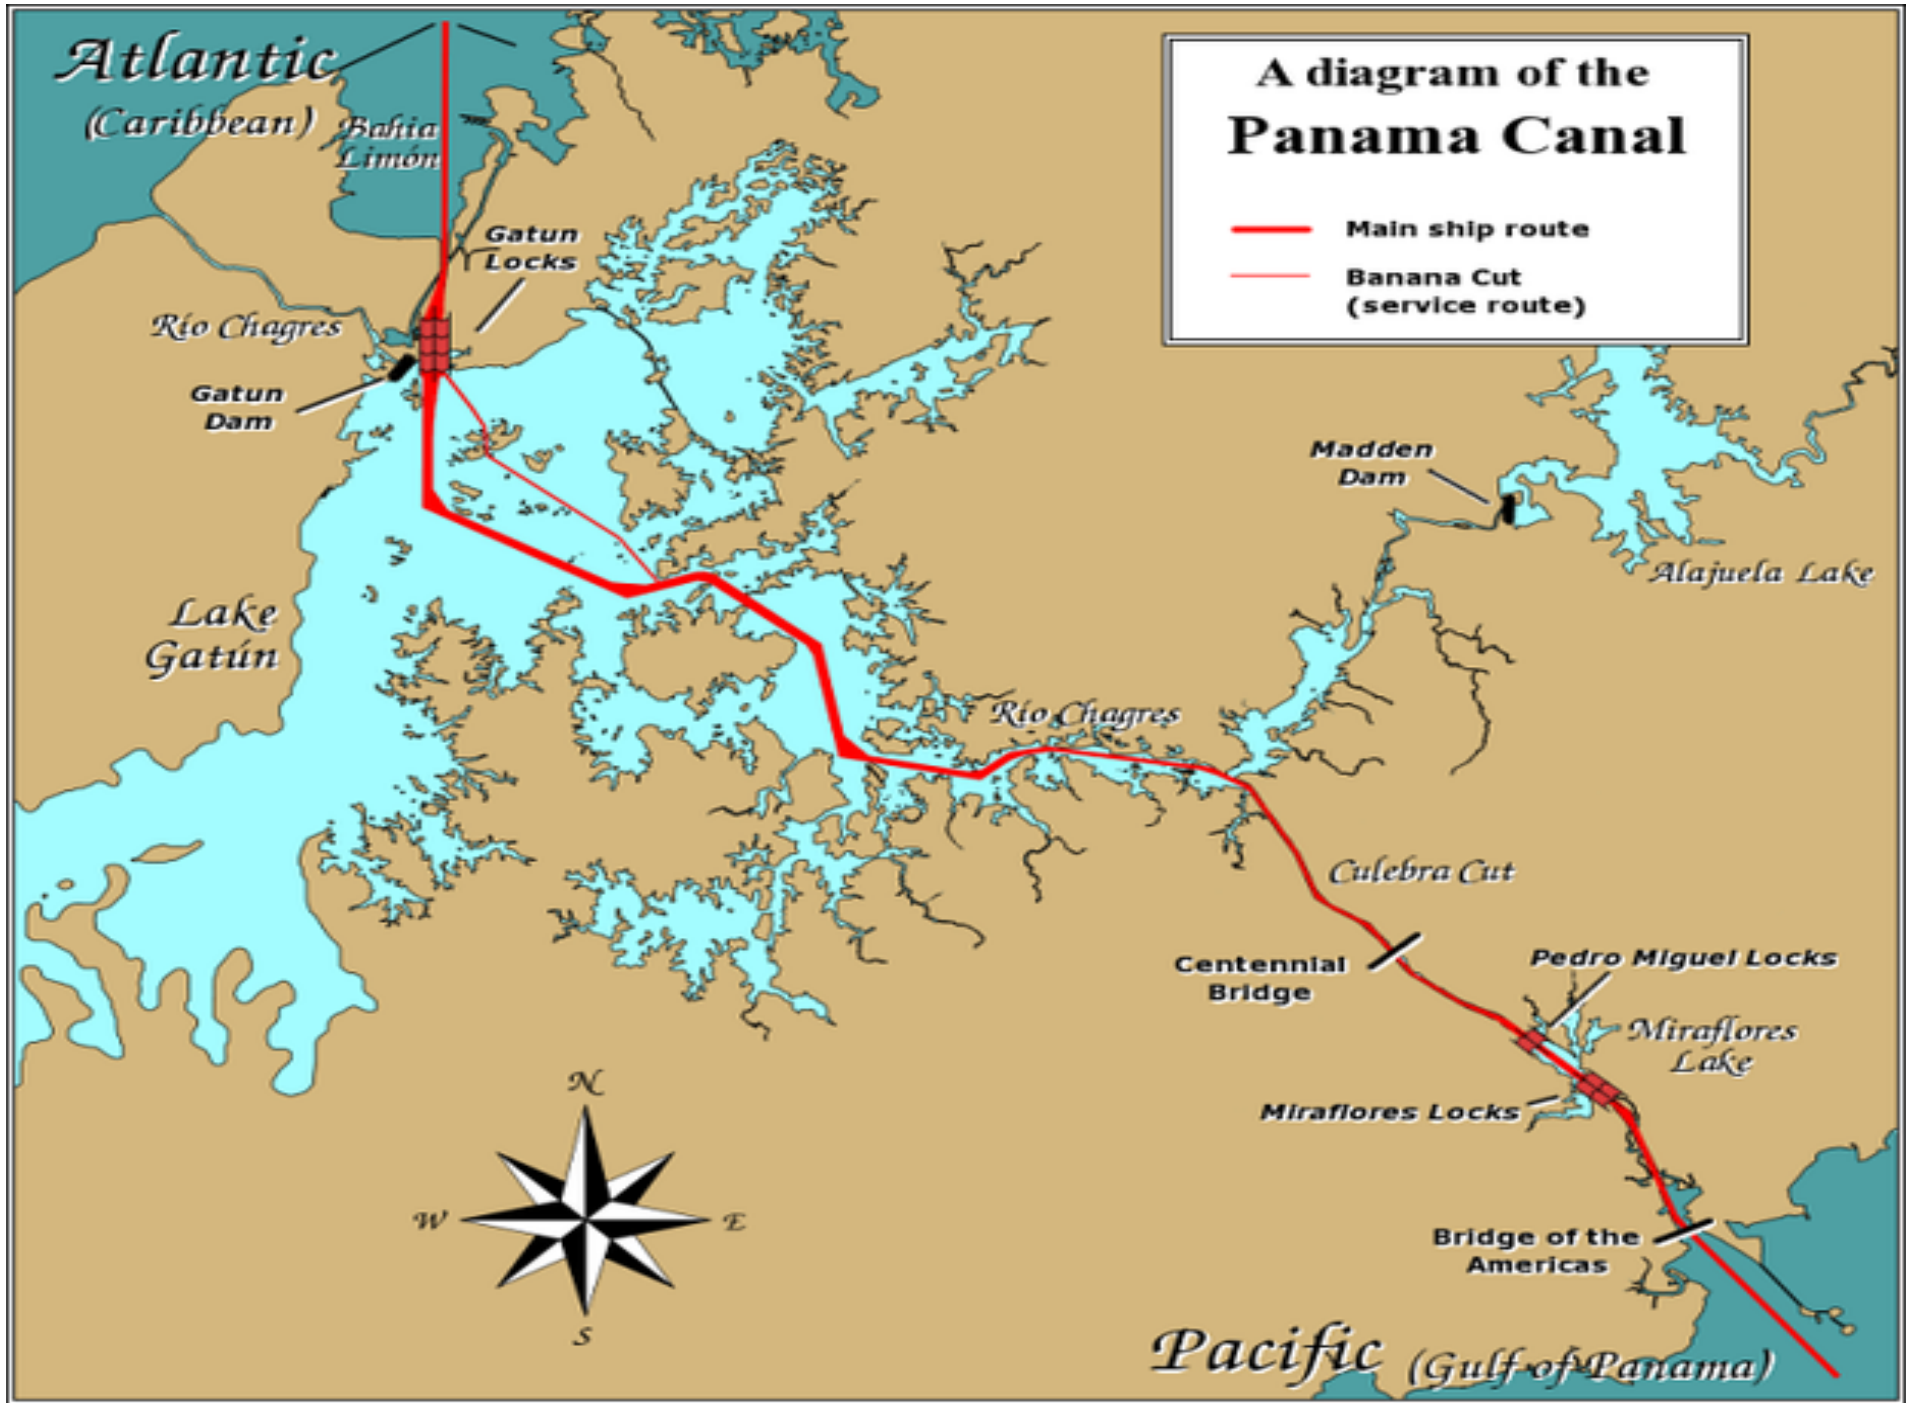 Atlantic
(Caribbean)
Bahia
Limón
A diagram of the
Panama Canal
Main ship route
Banana Cut
(service route)
Gatun
Locks
Río Chagres
Gatun
Dam
Madden
Dam
Alajuela Lake
Lake
Gatún
Río Chagres
Culebra Cut
Centennial
Bridge
Pedro Miguel Locks
Miraflores
Lake
Miraflores Locks
N
W
E
S
Bridge of the
Americas
Pacific (Gulf of Panama)